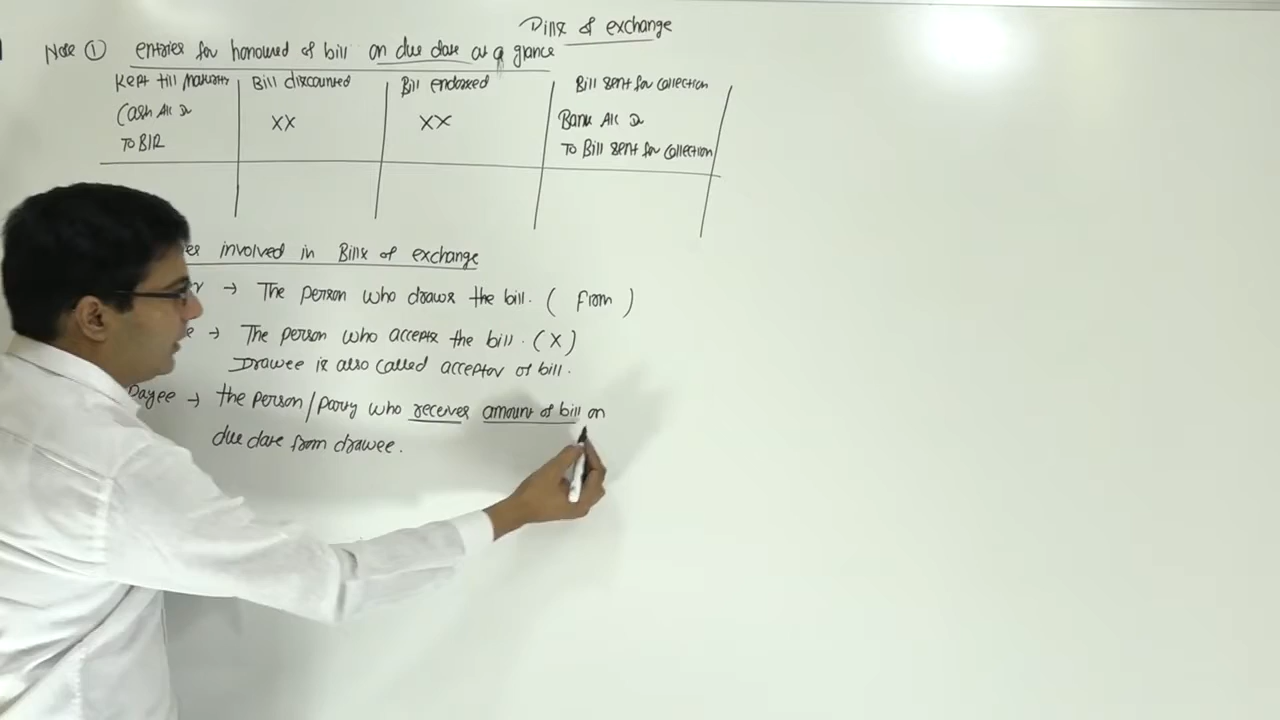 Bills of exchange
Note ① entries for honoured of bill on due date at a glance
Kept till maturity Bill discounted Bill endorsed Bill sent for collection
Cash A/c Dr XX XX Bank A/c Dr
To B/R To Bill sent for collection
involved in Bills of exchange
→ The person who draws the bill. (From)
→ The person who accepts the bill. (X)
Drawee is also called acceptor of bill.
Payee → the person/party who receives amount of bill on
due date from drawee.